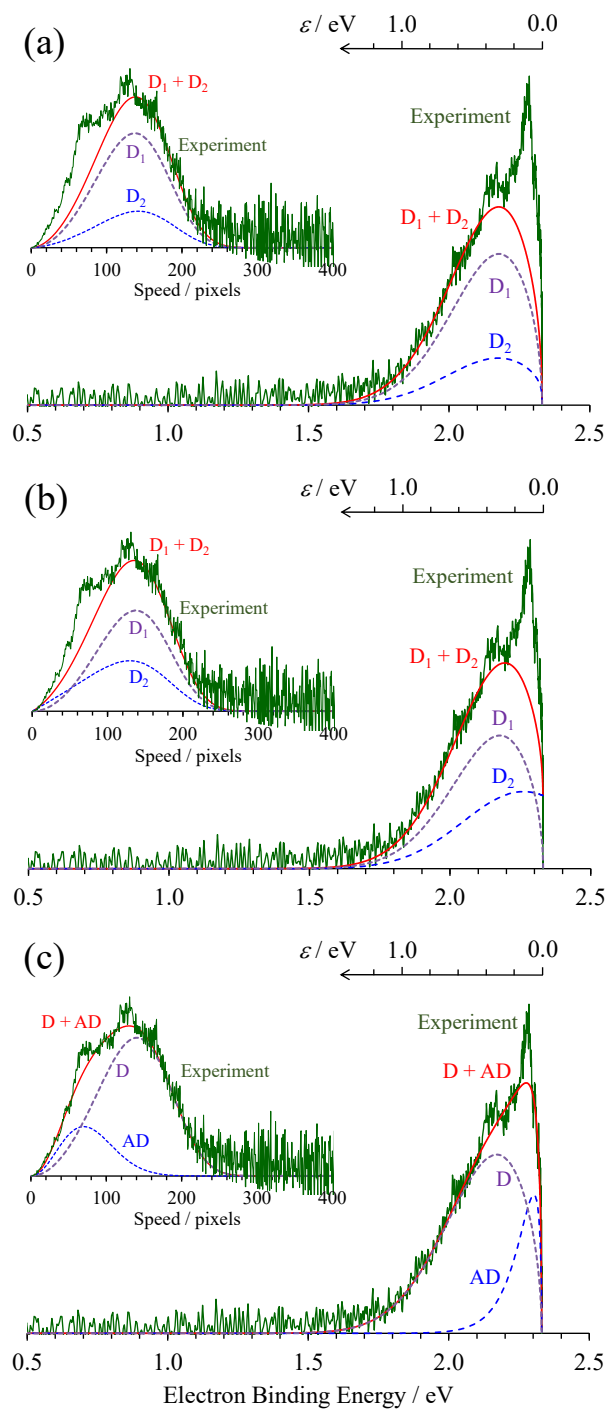 (a)
ε / eV 1.0 0.0
D₁ + D₂
Experiment
D₁
D₂
0 100 200 300 400
Speed / pixels
Experiment
D₁ + D₂
D₁
D₂
0.5 1.0 1.5 2.0 2.5
(b)
ε / eV 1.0 0.0
D₁ + D₂
Experiment
D₁
D₂
0 100 200 300 400
Speed / pixels
Experiment
D₁ + D₂
D₁
D₂
0.5 1.0 1.5 2.0 2.5
(c)
ε / eV 1.0 0.0
D + AD
D
Experiment
AD
0 100 200 300 400
Speed / pixels
Experiment
D + AD
D
AD
0.5 1.0 1.5 2.0 2.5
Electron Binding Energy / eV